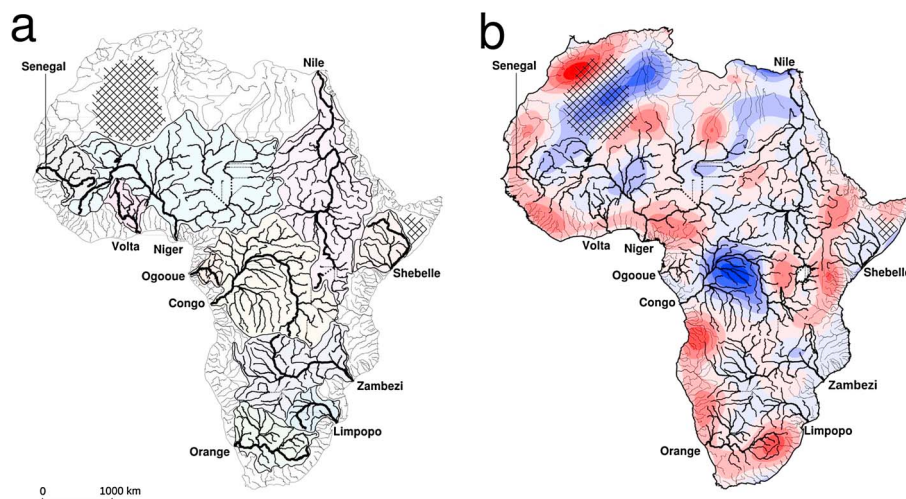 a
Senegal
Nile
Volta
Niger
Ogooue
Congo
Shebelle
Zambezi
Limpopo
Orange
0 1000 km
b
Senegal
Nile
Volta
Niger
Ogooue
Congo
Shebelle
Zambezi
Limpopo
Orange